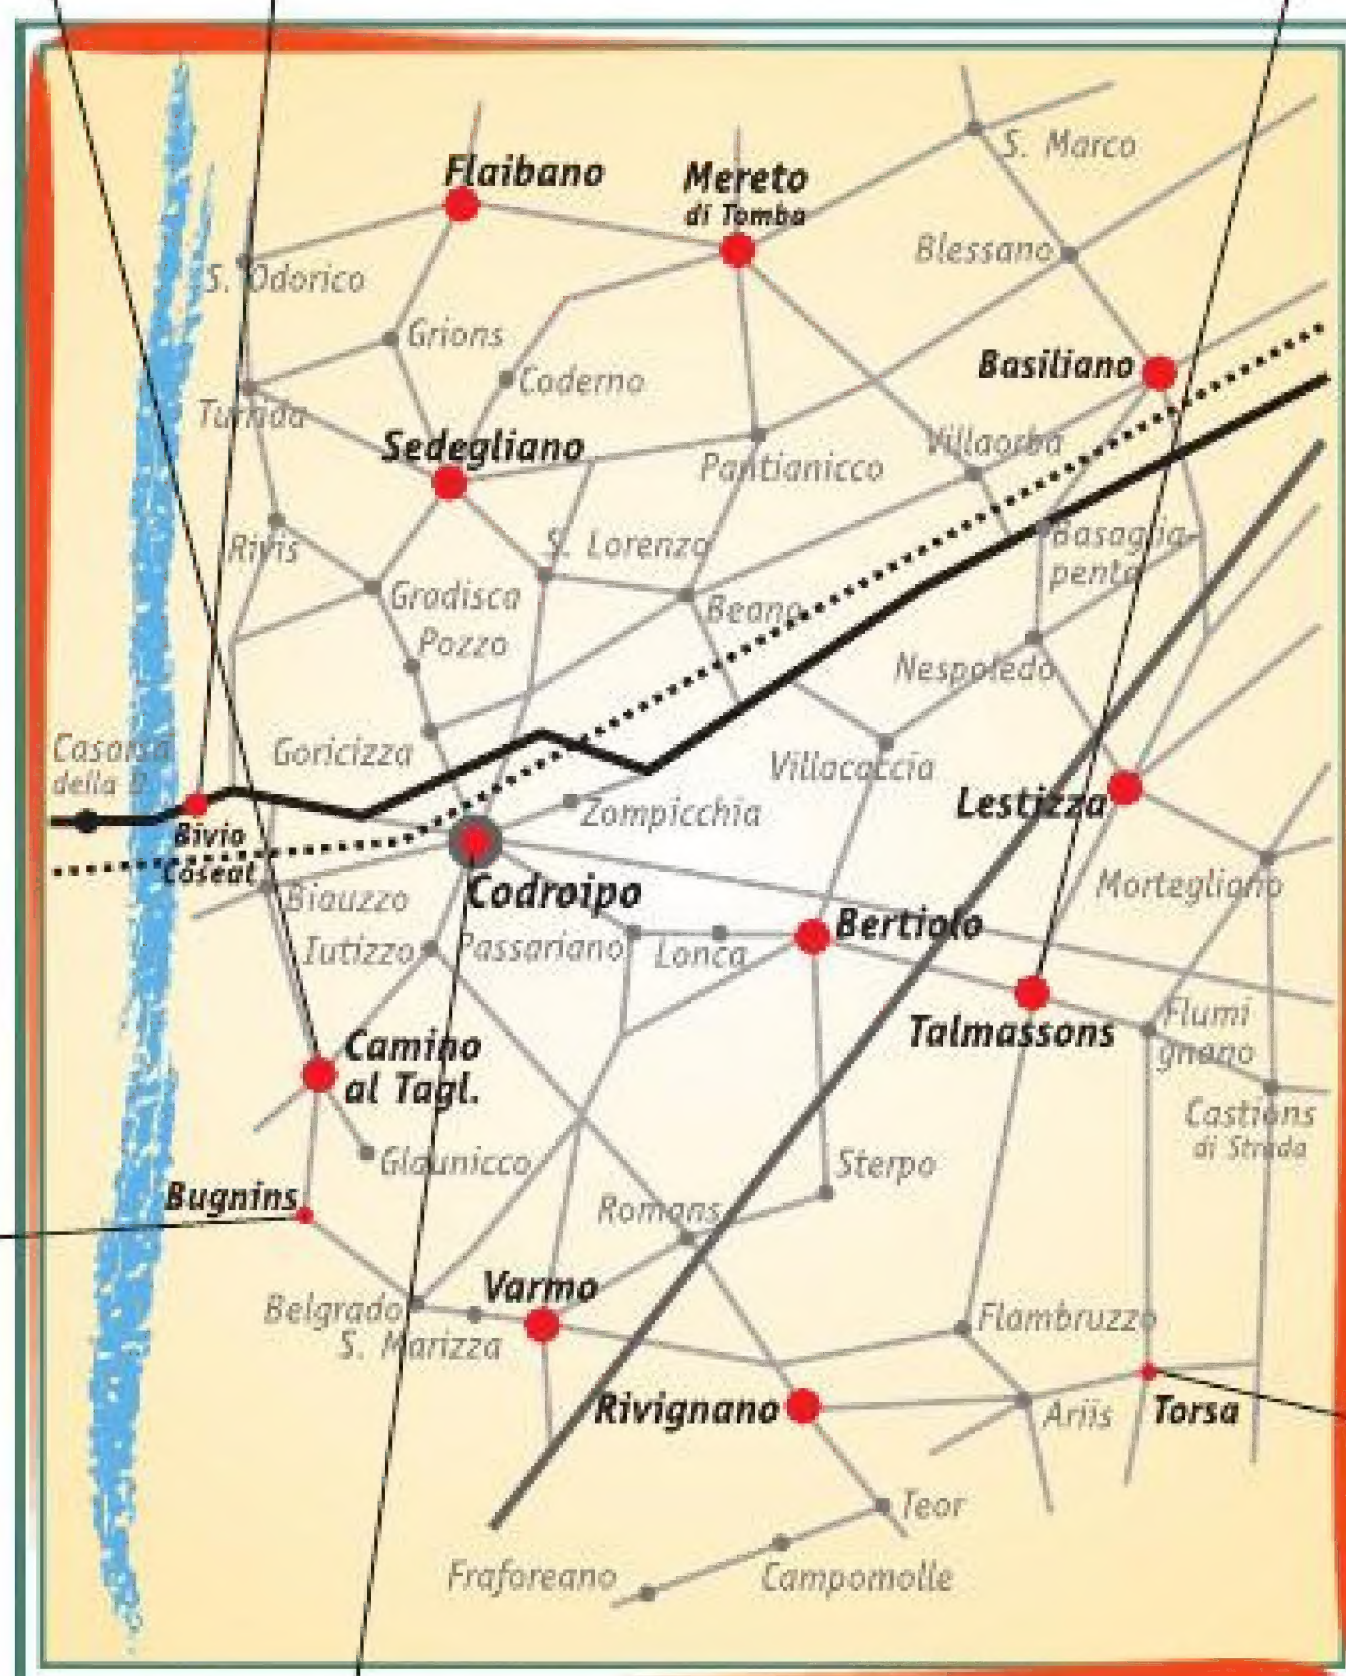 S. Marco
Flaibano
Mereto
di Tomba
Blessano
S. Odorico
Grions
Basiliano
Coderno
Turrida
Sedegliano
Villaorba
Pantianicco
Rivis
S. Lorenzo
Basaglia-
penta
Gradisca
Beano
Pozzo
Nespoledo
Casarsa
della D.
Goricizza
Villacaccia
Zompicchia
Lestizza
Bivio
Coseat
Biauzzo
Codroipo
Mortegliano
Bertiolo
Iutizzo
Passariano
Lonca
Flumi
gnano
Talmassons
Camino
al Tagl.
Castions
di Strada
Glaunicco
Sterpo
Bugnins
Romans
Varmo
Belgrado
S. Marizza
Flambruzzo
Rivignano
Ariis
Torsa
Teor
Fraforeano
Campomolle